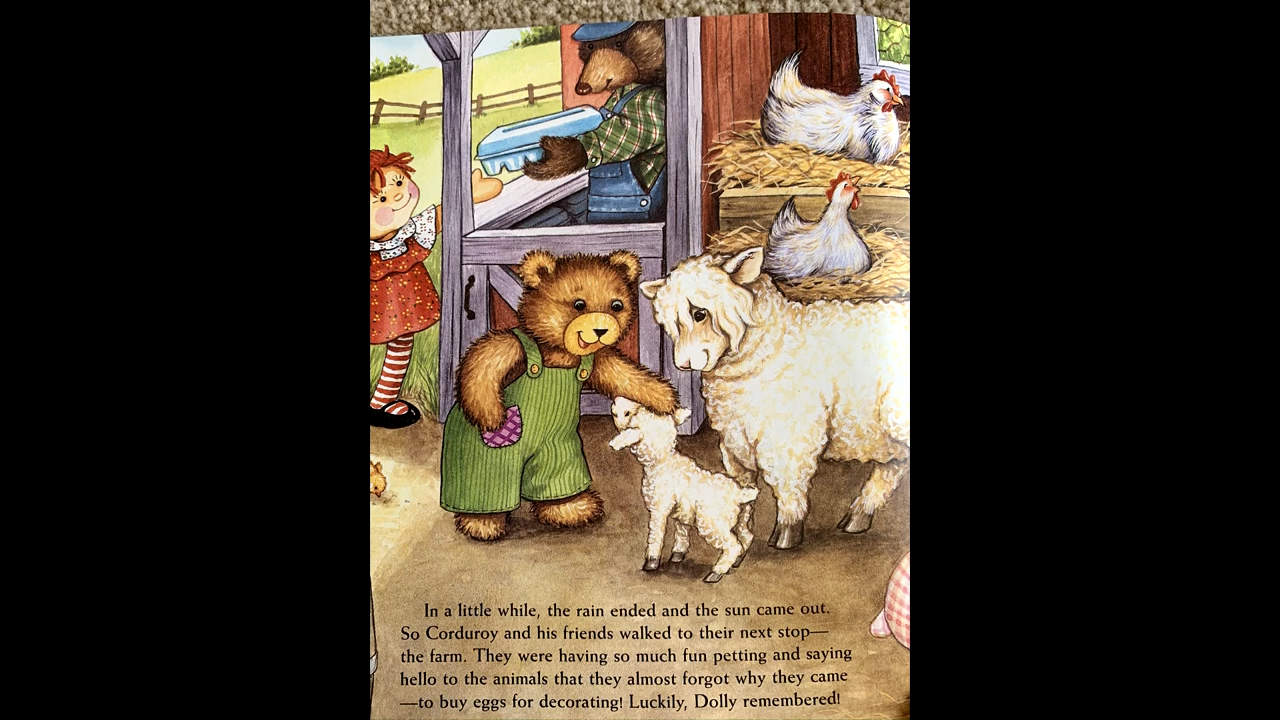 In a little while, the rain ended and the sun came out.
So Corduroy and his friends walked to their next stop—
the farm. They were having so much fun petting and saying
hello to the animals that they almost forgot why they came
—to buy eggs for decorating! Luckily, Dolly remembered!